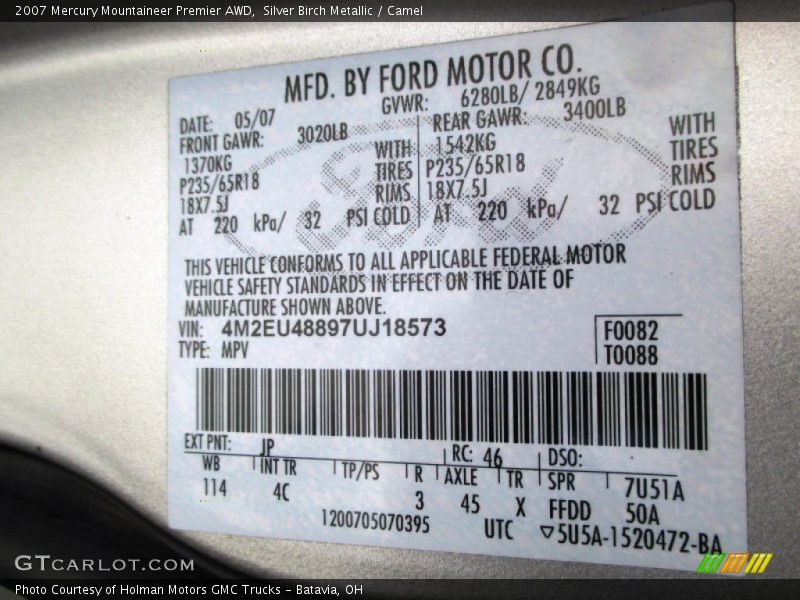 2007 Mercury Mountaineer Premier AWD,  Silver Birch Metallic / Camel
MFD. BY FORD MOTOR CO.
DATE: 05/07 GVWR: 6280LB/ 2849KG
FRONT GAWR: 3020LB REAR GAWR: 3400LB
1370KG WITH 1542KG WITH
P235/65R18 TIRES P235/65R18 TIRES
18X7.5J RIMS 18X7.5J RIMS
AT 220 kPa/ 32 PSI COLD AT 220 kPa/ 32 PSI COLD
Ford
THIS VEHICLE CONFORMS TO ALL APPLICABLE FEDERAL MOTOR
VEHICLE SAFETY STANDARDS IN EFFECT ON THE DATE OF
MANUFACTURE SHOWN ABOVE.
VIN: 4M2EU48897UJ18573 F0082
TYPE: MPV T0088
EXT PNT: JP RC: 46 DSO:
WB INT TR TP/PS R AXLE TR SPR 7U51A
114 4C 3 45 X FFDD 50A
1200705070395 UTC ▽5U5A-1520472-BA
GTCARLOT.COM
Photo Courtesy of Holman Motors GMC Trucks – Batavia, OH